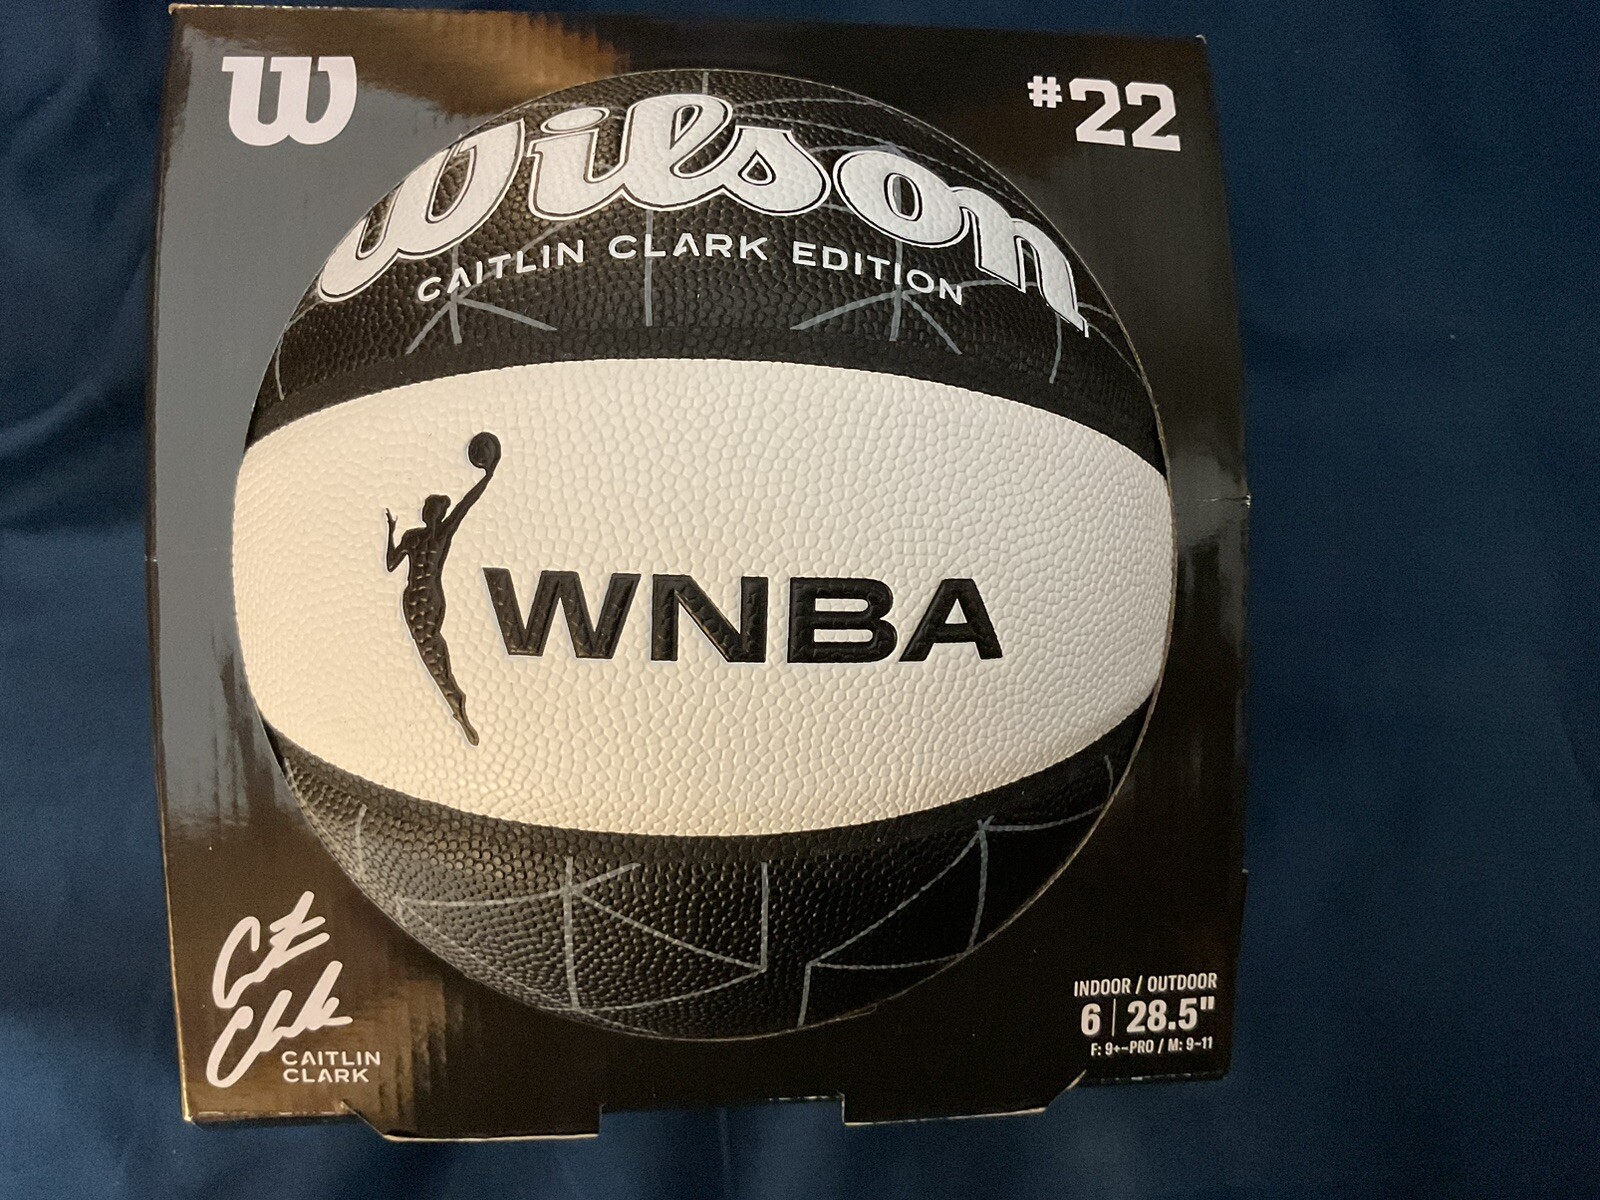 W
#22
Wilson
CAITLIN CLARK EDITION
WNBA
CAITLIN
CLARK
INDOOR / OUTDOOR
6 | 28.5"
F: 9+-PRO / M: 9-11